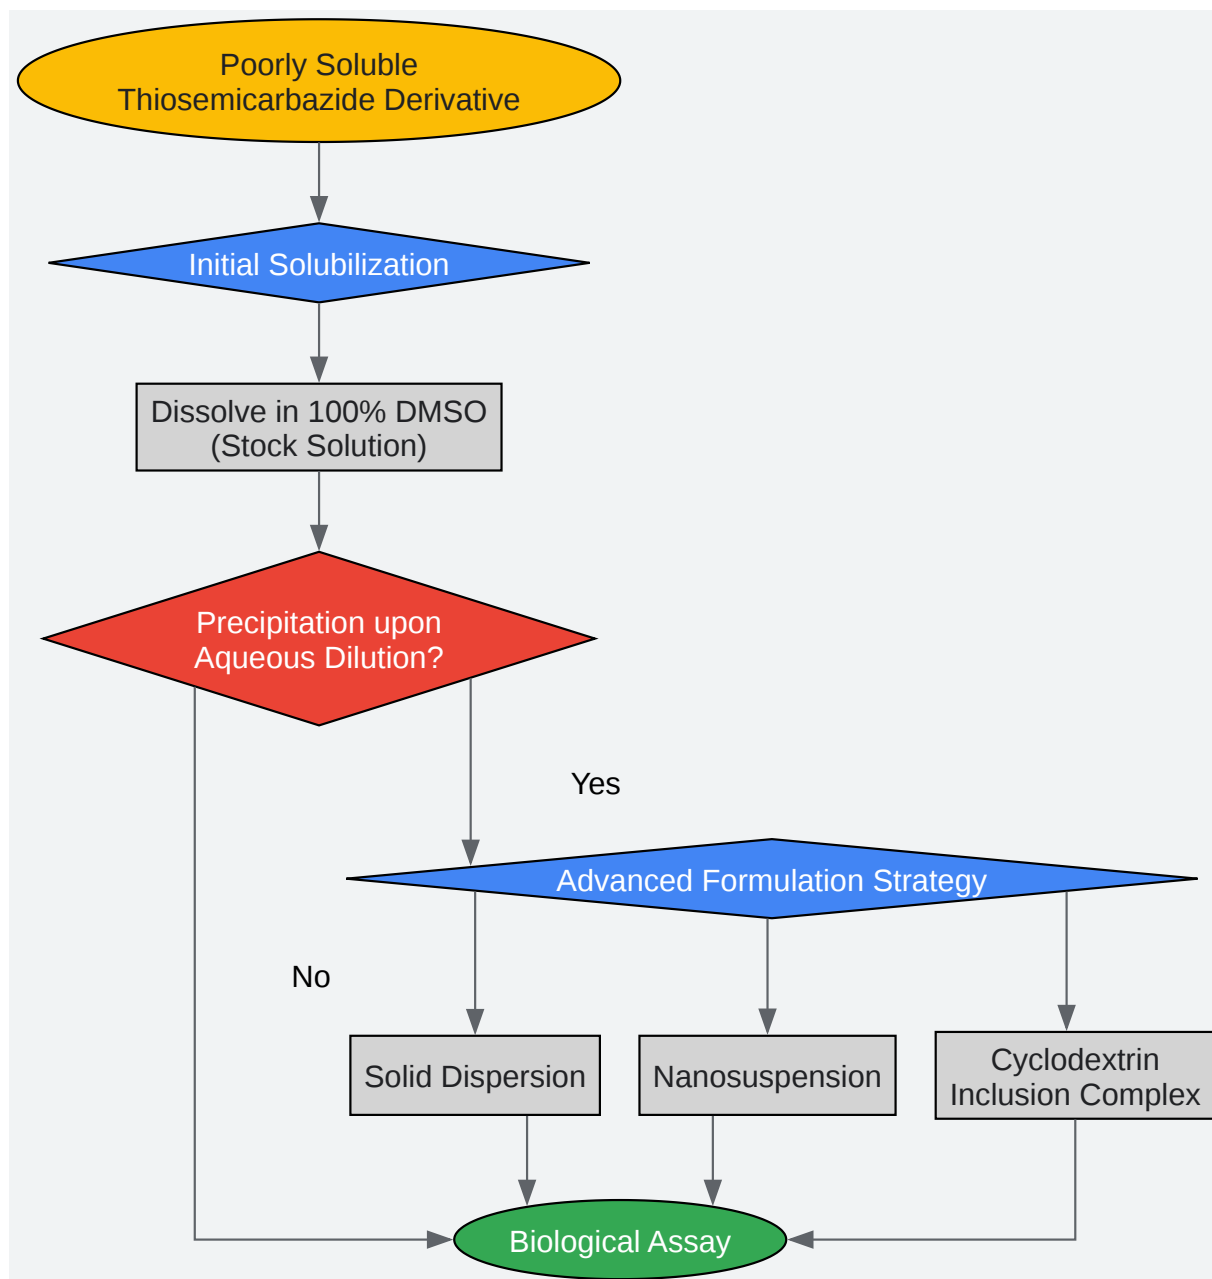 Poorly Soluble
Thiosemicarbazide Derivative
Initial Solubilization
Dissolve in 100% DMSO
(Stock Solution)
Precipitation upon
Aqueous Dilution?
Yes
Advanced Formulation Strategy
No
Solid Dispersion
Nanosuspension
Cyclodextrin
Inclusion Complex
Biological Assay